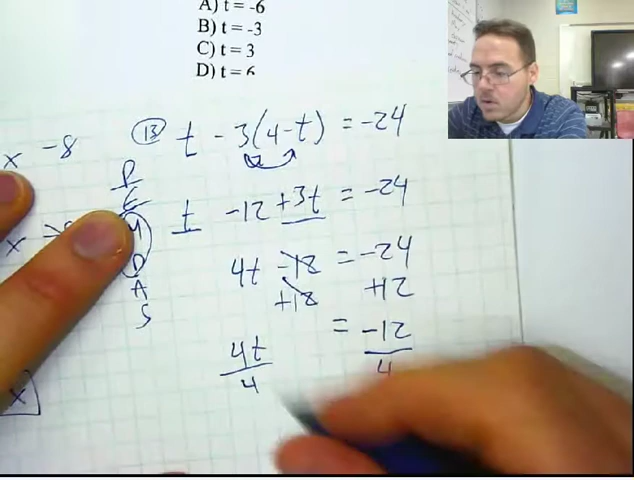 A) t = -6
B) t = -3
C) t = 3
D) t = 6
13 t - 3(4-t) = -24
x -8
P
E
M
D
A
S
t -12 +3t = -24
x
4t -12 = -24
+12 +12
4t = -12
4 4
x